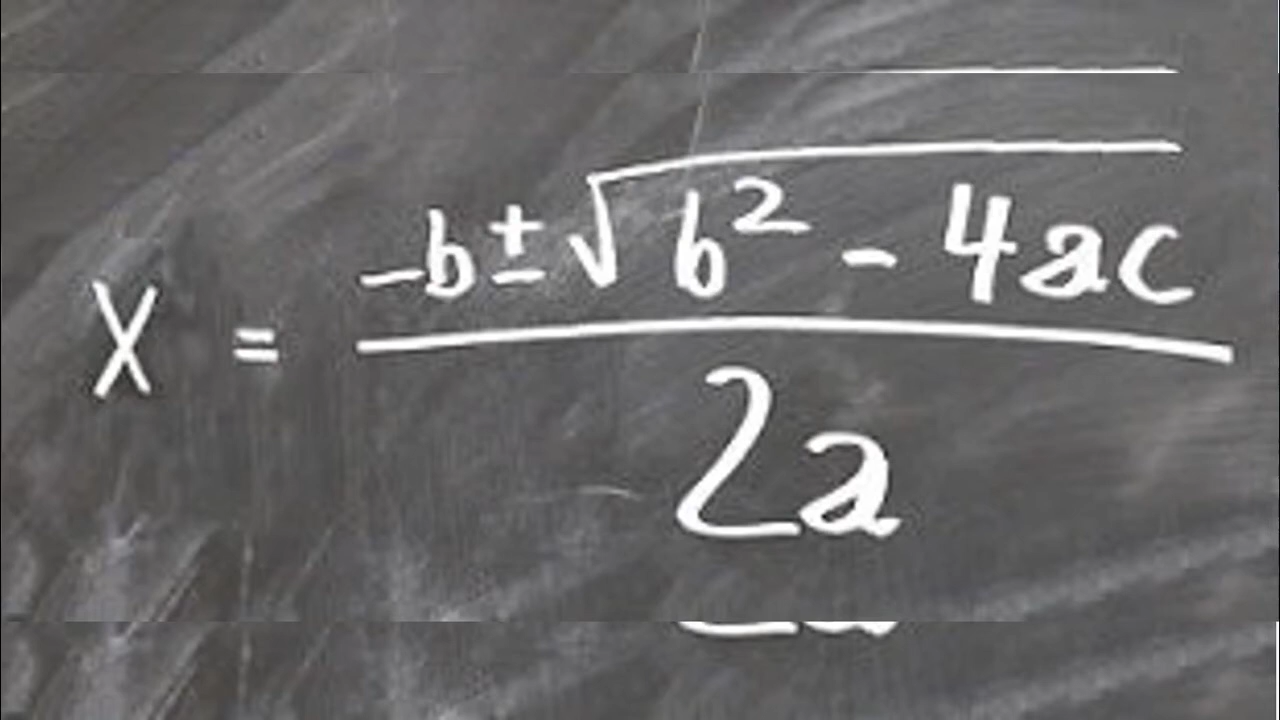 X = -b ± √b² - 4ac
2a